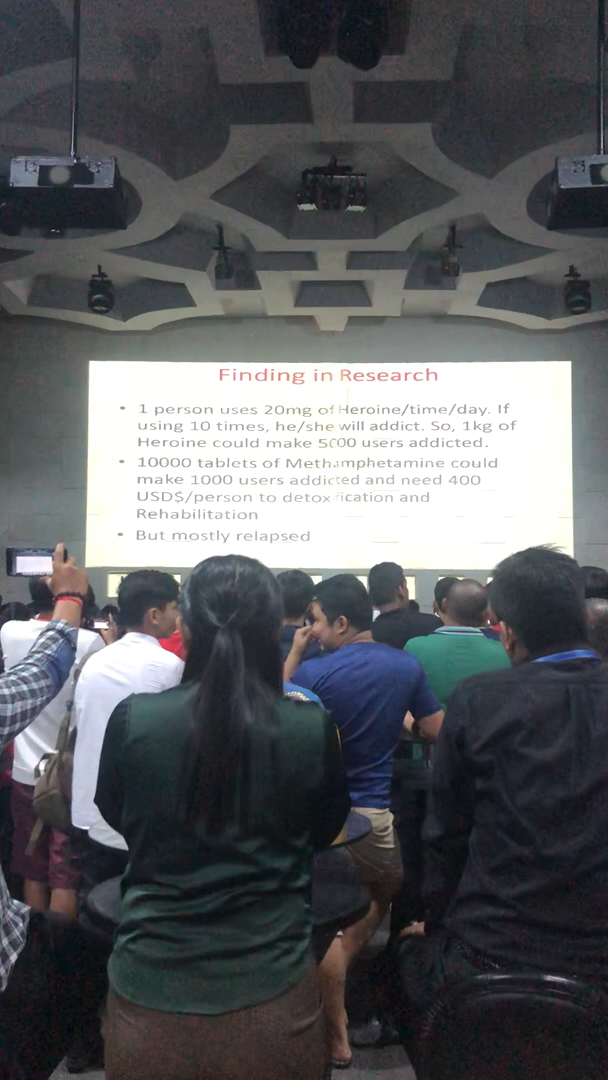 Finding in Research
• 1 person uses 20mg of Heroine/time/day. If
using 10 times, he/she will addict. So, 1kg of
Heroine could make 5000 users addicted.
• 10000 tablets of Methamphetamine could
make 1000 users addicted and need 400
USD$/person to detoxification and
Rehabilitation
• But mostly relapsed